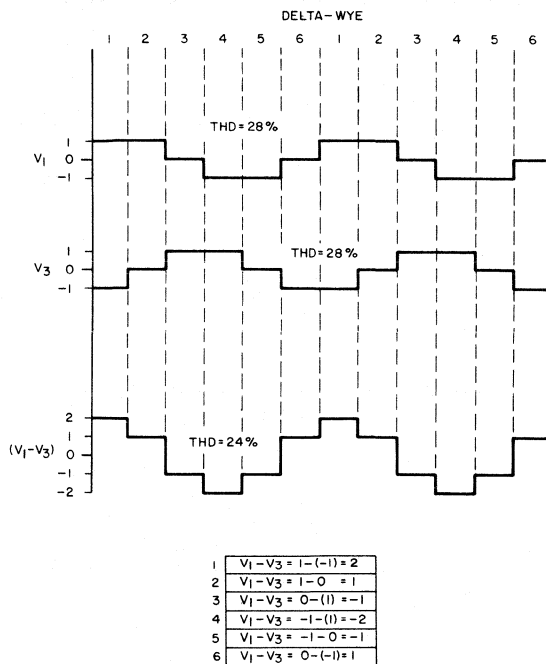 DELTA-WYE
1 2 3 4 5 6 1 2 3 4 5 6
THD=28%
1
V₁ 0
-1
THD=28%
1
V₃ 0
-1
THD=24%
2
1
(V₁-V₃) 0
-1
-2
1 V₁-V₃ = 1-(-1)= 2
2 V₁-V₃ = 1-0 = 1
3 V₁-V₃ = 0-(1)= -1
4 V₁-V₃ = -1-(1)=-2
5 V₁-V₃ = -1-0 =-1
6 V₁-V₃ = 0-(-1)= 1